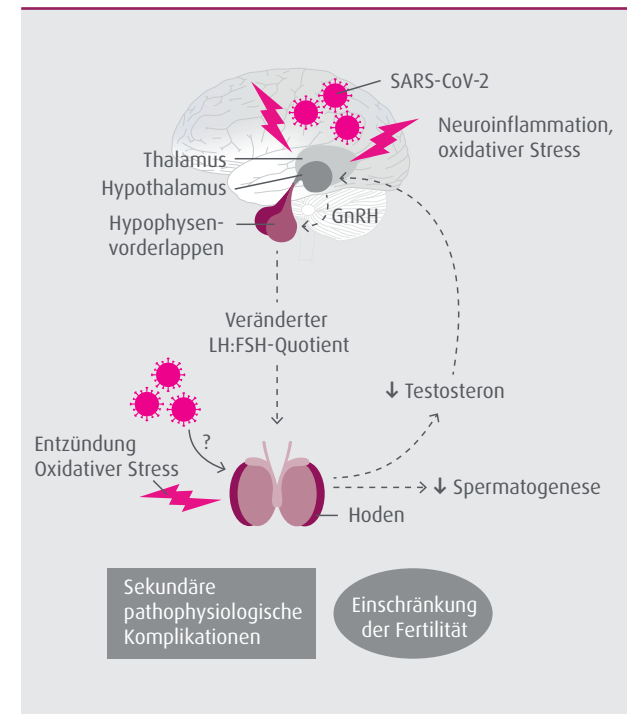 SARS-CoV-2
Neuroinflammation,
oxidativer Stress
Thalamus
Hypothalamus
GnRH
Hypophysen-
vorderlappen
Veränderter
LH:FSH-Quotient
↓ Testosteron
?
Entzündung
Oxidativer Stress
↓ Spermatogenese
Hoden
Sekundäre
pathophysiologische
Komplikationen
Einschränkung
der Fertilität